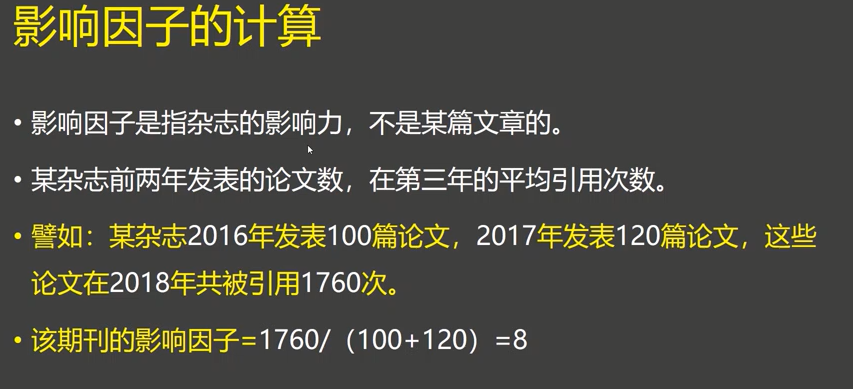 影响因子的计算
• 影响因子是指杂志的影响力，不是某篇文章的。
• 某杂志前两年发表的论文数，在第三年的平均引用次数。
• 譬如：某杂志2016年发表100篇论文，2017年发表120篇论文，这些
论文在2018年共被引用1760次。
• 该期刊的影响因子=1760/（100+120）=8